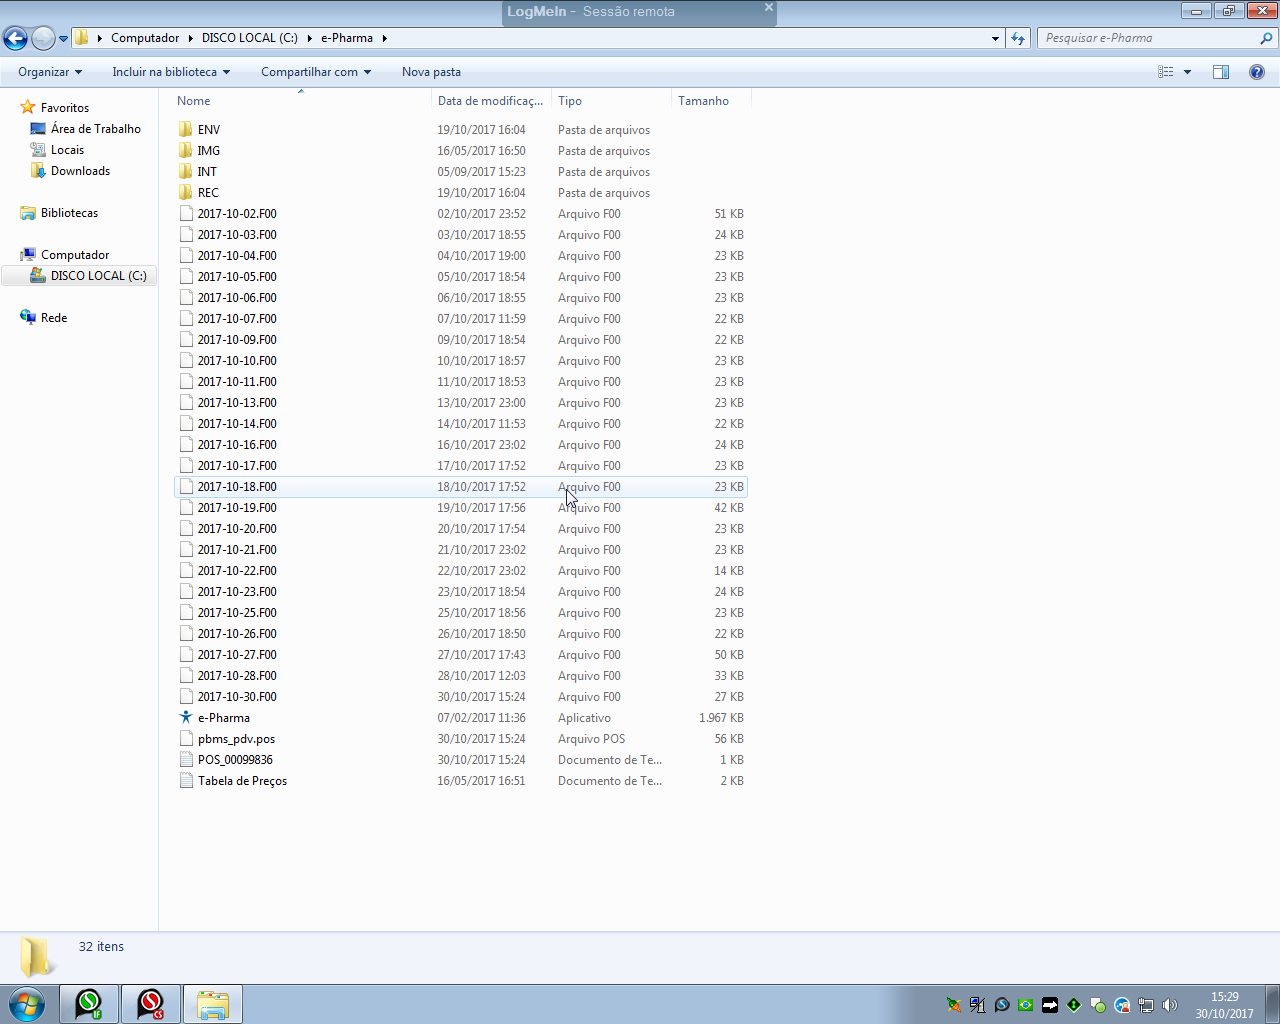 LogMeIn - Sessão remota
Computador DISCO LOCAL (C:) e-Pharma
Pesquisar e-Pharma
Organizar Incluir na biblioteca Compartilhar com Nova pasta
Favoritos
Área de Trabalho
Locais
Downloads
Bibliotecas
Computador
DISCO LOCAL (C:)
Rede
Nome Data de modificaç... Tipo Tamanho
ENV 19/10/2017 16:04 Pasta de arquivos
IMG 16/05/2017 16:50 Pasta de arquivos
INT 05/09/2017 15:23 Pasta de arquivos
REC 19/10/2017 16:04 Pasta de arquivos
2017-10-02.F00 02/10/2017 23:52 Arquivo F00 51 KB
2017-10-03.F00 03/10/2017 18:55 Arquivo F00 24 KB
2017-10-04.F00 04/10/2017 19:00 Arquivo F00 23 KB
2017-10-05.F00 05/10/2017 18:54 Arquivo F00 23 KB
2017-10-06.F00 06/10/2017 18:55 Arquivo F00 23 KB
2017-10-07.F00 07/10/2017 11:59 Arquivo F00 22 KB
2017-10-09.F00 09/10/2017 18:54 Arquivo F00 22 KB
2017-10-10.F00 10/10/2017 18:57 Arquivo F00 23 KB
2017-10-11.F00 11/10/2017 18:53 Arquivo F00 23 KB
2017-10-13.F00 13/10/2017 23:00 Arquivo F00 23 KB
2017-10-14.F00 14/10/2017 11:53 Arquivo F00 22 KB
2017-10-16.F00 16/10/2017 23:02 Arquivo F00 24 KB
2017-10-17.F00 17/10/2017 17:52 Arquivo F00 23 KB
2017-10-18.F00 18/10/2017 17:52 Arquivo F00 23 KB
2017-10-19.F00 19/10/2017 17:56 Arquivo F00 42 KB
2017-10-20.F00 20/10/2017 17:54 Arquivo F00 23 KB
2017-10-21.F00 21/10/2017 23:02 Arquivo F00 23 KB
2017-10-22.F00 22/10/2017 23:02 Arquivo F00 14 KB
2017-10-23.F00 23/10/2017 18:54 Arquivo F00 24 KB
2017-10-25.F00 25/10/2017 18:56 Arquivo F00 23 KB
2017-10-26.F00 26/10/2017 18:50 Arquivo F00 22 KB
2017-10-27.F00 27/10/2017 17:43 Arquivo F00 50 KB
2017-10-28.F00 28/10/2017 12:03 Arquivo F00 33 KB
2017-10-30.F00 30/10/2017 15:24 Arquivo F00 27 KB
e-Pharma 07/02/2017 11:36 Aplicativo 1.967 KB
pbms_pdv.pos 30/10/2017 15:24 Arquivo POS 56 KB
POS_00099836 30/10/2017 15:24 Documento de Te... 1 KB
Tabela de Preços 16/05/2017 16:51 Documento de Te... 2 KB
32 itens
15:29
30/10/2017